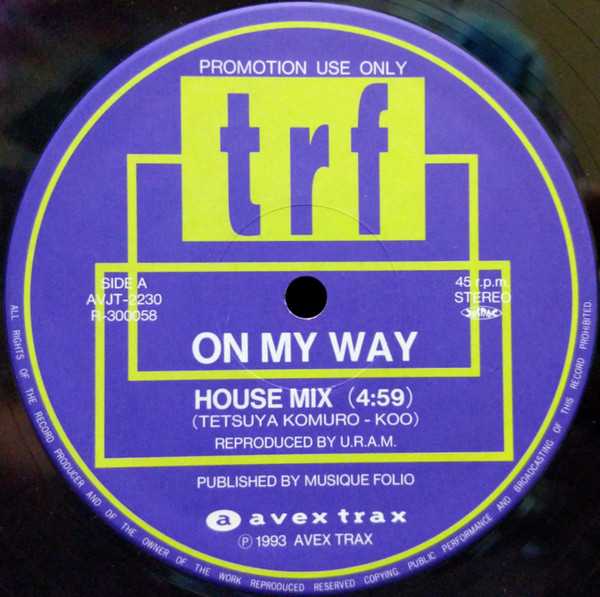 PROMOTION USE ONLY
trf
SIDE A
AVJT-2230
R-300058
45 r.p.m.
STEREO
ON MY WAY
HOUSE MIX (4:59)
(TETSUYA KOMURO - KOO)
REPRODUCED BY U.R.A.M.
PUBLISHED BY MUSIQUE FOLIO
a avex trax
Ⓟ 1993 AVEX TRAX
ALL RIGHTS OF THE RECORD PRODUCER AND OF THE OWNER OF THE WORK REPRODUCED RESERVED COPYING, PUBLIC PERFORMANCE AND BROADCASTING OF THIS RECORD PROHIBITED.